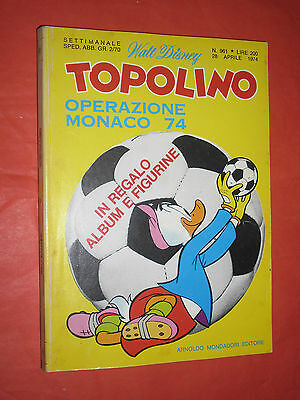 SETTIMANALE
SPED. ABB. GR. 2/70
Walt Disney
N. 961 * LIRE 200
28 APRILE 1974
TOPOLINO
OPERAZIONE
MONACO 74
IN REGALO
ALBUM E FIGURINE
ARNOLDO MONDADORI EDITORE